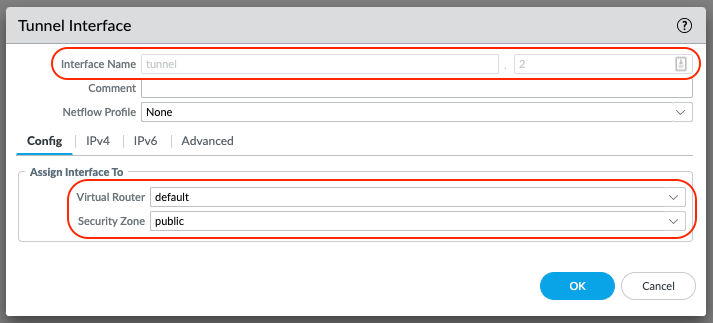 Tunnel Interface
Interface Name tunnel . 2
Comment
Netflow Profile None
Config IPv4 IPv6 Advanced
Assign Interface To
Virtual Router default
Security Zone public
OK Cancel